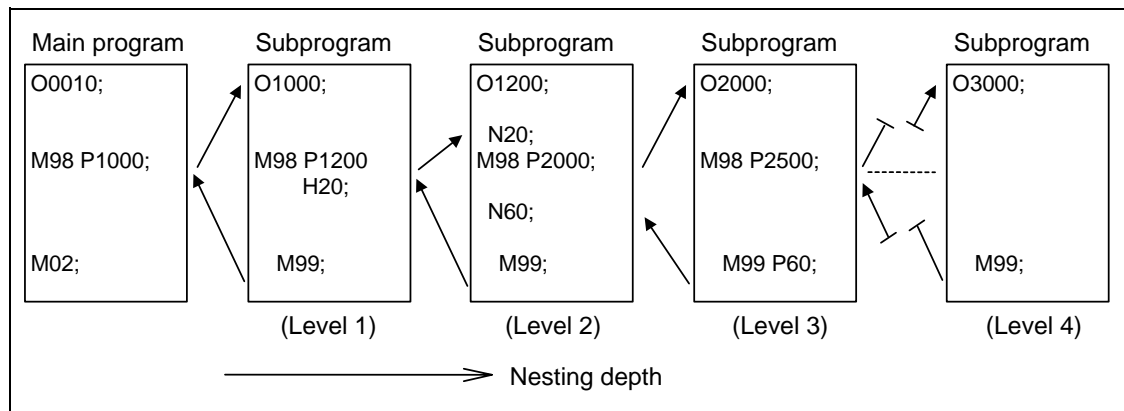 Main program
O0010;
M98 P1000;
M02;
Subprogram
O1000;
M98 P1200
H20;
M99;
(Level 1)
Subprogram
O1200;
N20;
M98 P2000;
N60;
M99;
(Level 2)
Subprogram
O2000;
M98 P2500;
M99 P60;
(Level 3)
Subprogram
O3000;
M99;
(Level 4)
Nesting depth